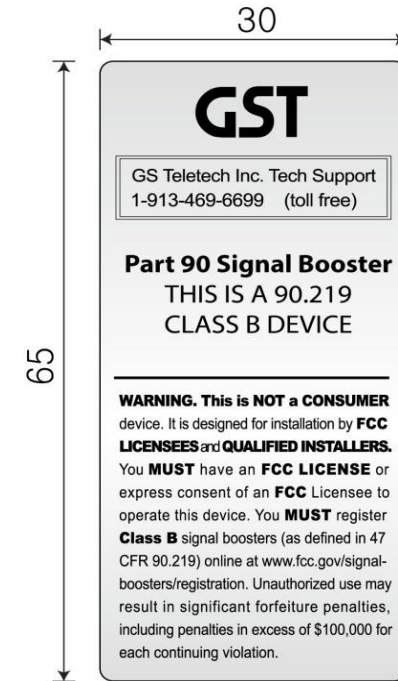 30
65
GST
GS Teletech Inc. Tech Support
1-913-469-6699 (toll free)
Part 90 Signal Booster
THIS IS A 90.219
CLASS B DEVICE
WARNING. This is NOT a CONSUMER
device. It is designed for installation by FCC
LICENSEES and QUALIFIED INSTALLERS.
You MUST have an FCC LICENSE or
express consent of an FCC Licensee to
operate this device. You MUST register
Class B signal boosters (as defined in 47
CFR 90.219) online at www.fcc.gov/signal-
boosters/registration. Unauthorized use may
result in significant forfeiture penalties,
including penalties in excess of $100,000 for
each continuing violation.